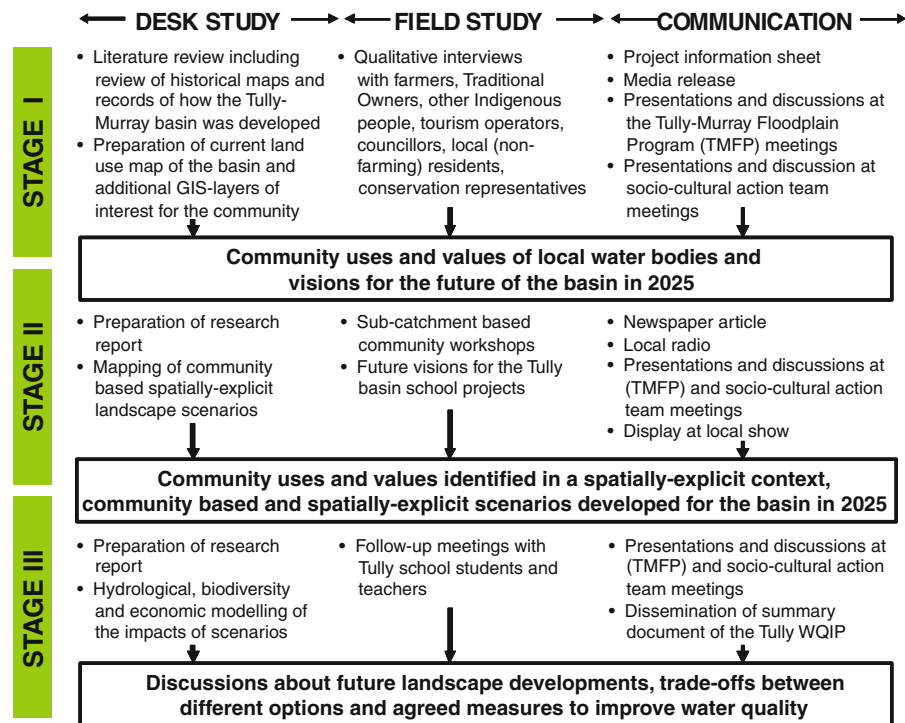 DESK STUDY
FIELD STUDY
COMMUNICATION
STAGE I
• Literature review including
review of historical maps and
records of how the Tully-
Murray basin was developed
• Preparation of current land
use map of the basin and
additional GIS-layers of
interest for the community
• Qualitative interviews
with farmers, Traditional
Owners, other Indigenous
people, tourism operators,
councillors, local (non-
farming) residents,
conservation representatives
• Project information sheet
• Media release
• Presentations and discussions at
the Tully-Murray Floodplain
Program (TMFP) meetings
• Presentations and discussion at
socio-cultural action team
meetings
Community uses and values of local water bodies and
visions for the future of the basin in 2025
STAGE II
• Preparation of research
report
• Mapping of community
based spatially-explicit
landscape scenarios
• Sub-catchment based
community workshops
• Future visions for the Tully
basin school projects
• Newspaper article
• Local radio
• Presentations and discussions at
(TMFP) and socio-cultural action
team meetings
• Display at local show
Community uses and values identified in a spatially-explicit context,
community based and spatially-explicit scenarios developed for the basin in 2025
STAGE III
• Preparation of research
report
• Hydrological, biodiversity
and economic modelling of
the impacts of scenarios
• Follow-up meetings with
Tully school students and
teachers
• Presentations and discussions at
(TMFP) and socio-cultural action
team meetings
• Dissemination of summary
document of the Tully WQIP
Discussions about future landscape developments, trade-offs between
different options and agreed measures to improve water quality